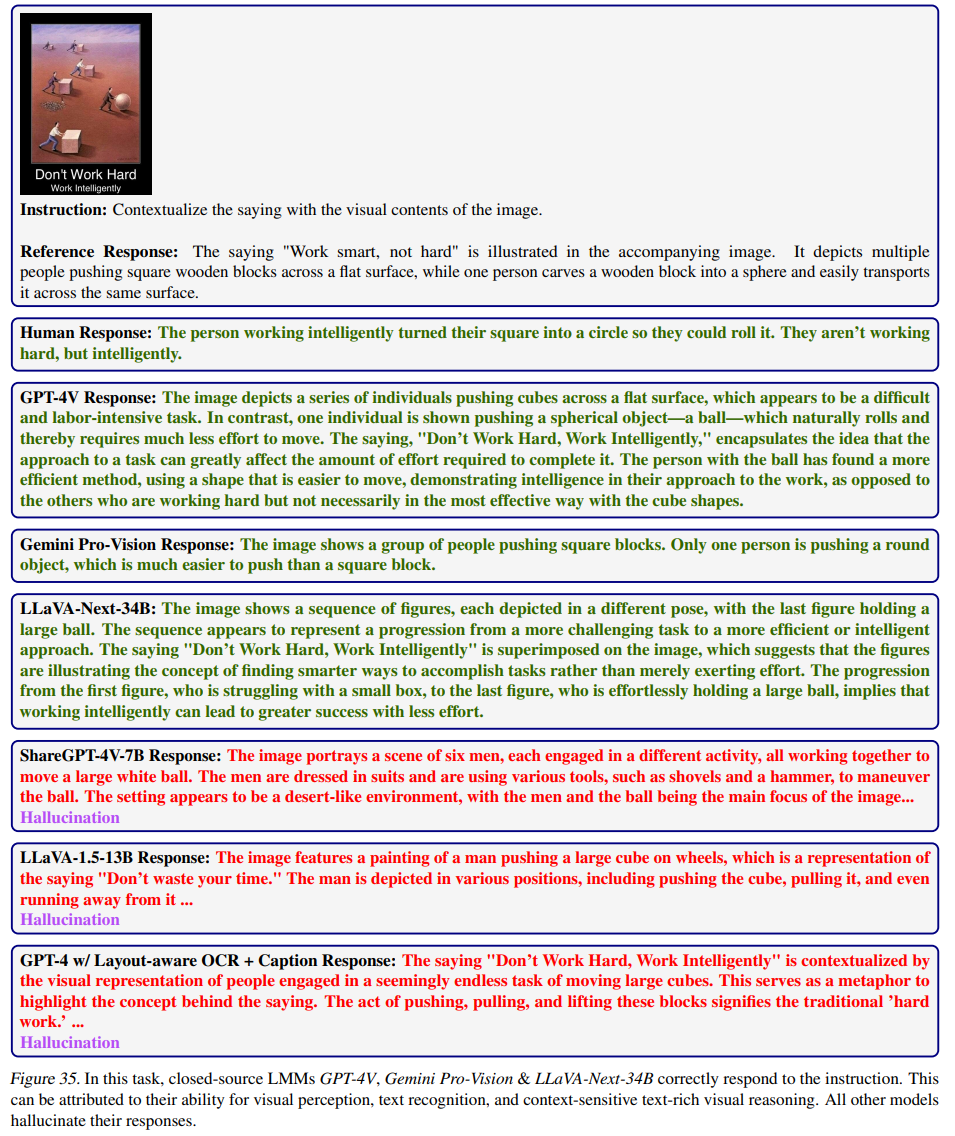 Don't Work Hard
Work Intelligently
Instruction: Contextualize the saying with the visual contents of the image.
Reference Response: The saying "Work smart, not hard" is illustrated in the accompanying image. It depicts multiple
people pushing square wooden blocks across a flat surface, while one person carves a wooden block into a sphere and easily transports
it across the same surface.
Human Response: The person working intelligently turned their square into a circle so they could roll it. They aren't working
hard, but intelligently.
GPT-4V Response: The image depicts a series of individuals pushing cubes across a flat surface, which appears to be a difficult
and labor-intensive task. In contrast, one individual is shown pushing a spherical object—a ball—which naturally rolls and
thereby requires much less effort to move. The saying, "Don't Work Hard, Work Intelligently," encapsulates the idea that the
approach to a task can greatly affect the amount of effort required to complete it. The person with the ball has found a more
efficient method, using a shape that is easier to move, demonstrating intelligence in their approach to the work, as opposed to
the others who are working hard but not necessarily in the most effective way with the cube shapes.
Gemini Pro-Vision Response: The image shows a group of people pushing square blocks. Only one person is pushing a round
object, which is much easier to push than a square block.
LLaVA-Next-34B: The image shows a sequence of figures, each depicted in a different pose, with the last figure holding a
large ball. The sequence appears to represent a progression from a more challenging task to a more efficient or intelligent
approach. The saying "Don't Work Hard, Work Intelligently" is superimposed on the image, which suggests that the figures
are illustrating the concept of finding smarter ways to accomplish tasks rather than merely exerting effort. The progression
from the first figure, who is struggling with a small box, to the last figure, who is effortlessly holding a large ball, implies that
working intelligently can lead to greater success with less effort.
ShareGPT-4V-7B Response: The image portrays a scene of six men, each engaged in a different activity, all working together to
move a large white ball. The men are dressed in suits and are using various tools, such as shovels and a hammer, to maneuver
the ball. The setting appears to be a desert-like environment, with the men and the ball being the main focus of the image...
Hallucination
LLaVA-1.5-13B Response: The image features a painting of a man pushing a large cube on wheels, which is a representation of
the saying "Don't waste your time." The man is depicted in various positions, including pushing the cube, pulling it, and even
running away from it ...
Hallucination
GPT-4 w/ Layout-aware OCR + Caption Response: The saying "Don't Work Hard, Work Intelligently" is contextualized by
the visual representation of people engaged in a seemingly endless task of moving large cubes. This serves as a metaphor to
highlight the concept behind the saying. The act of pushing, pulling, and lifting these blocks signifies the traditional 'hard
work.' ...
Hallucination
Figure 35. In this task, closed-source LMMs GPT-4V, Gemini Pro-Vision & LLaVA-Next-34B correctly respond to the instruction. This
can be attributed to their ability for visual perception, text recognition, and context-sensitive text-rich visual reasoning. All other models
hallucinate their responses.